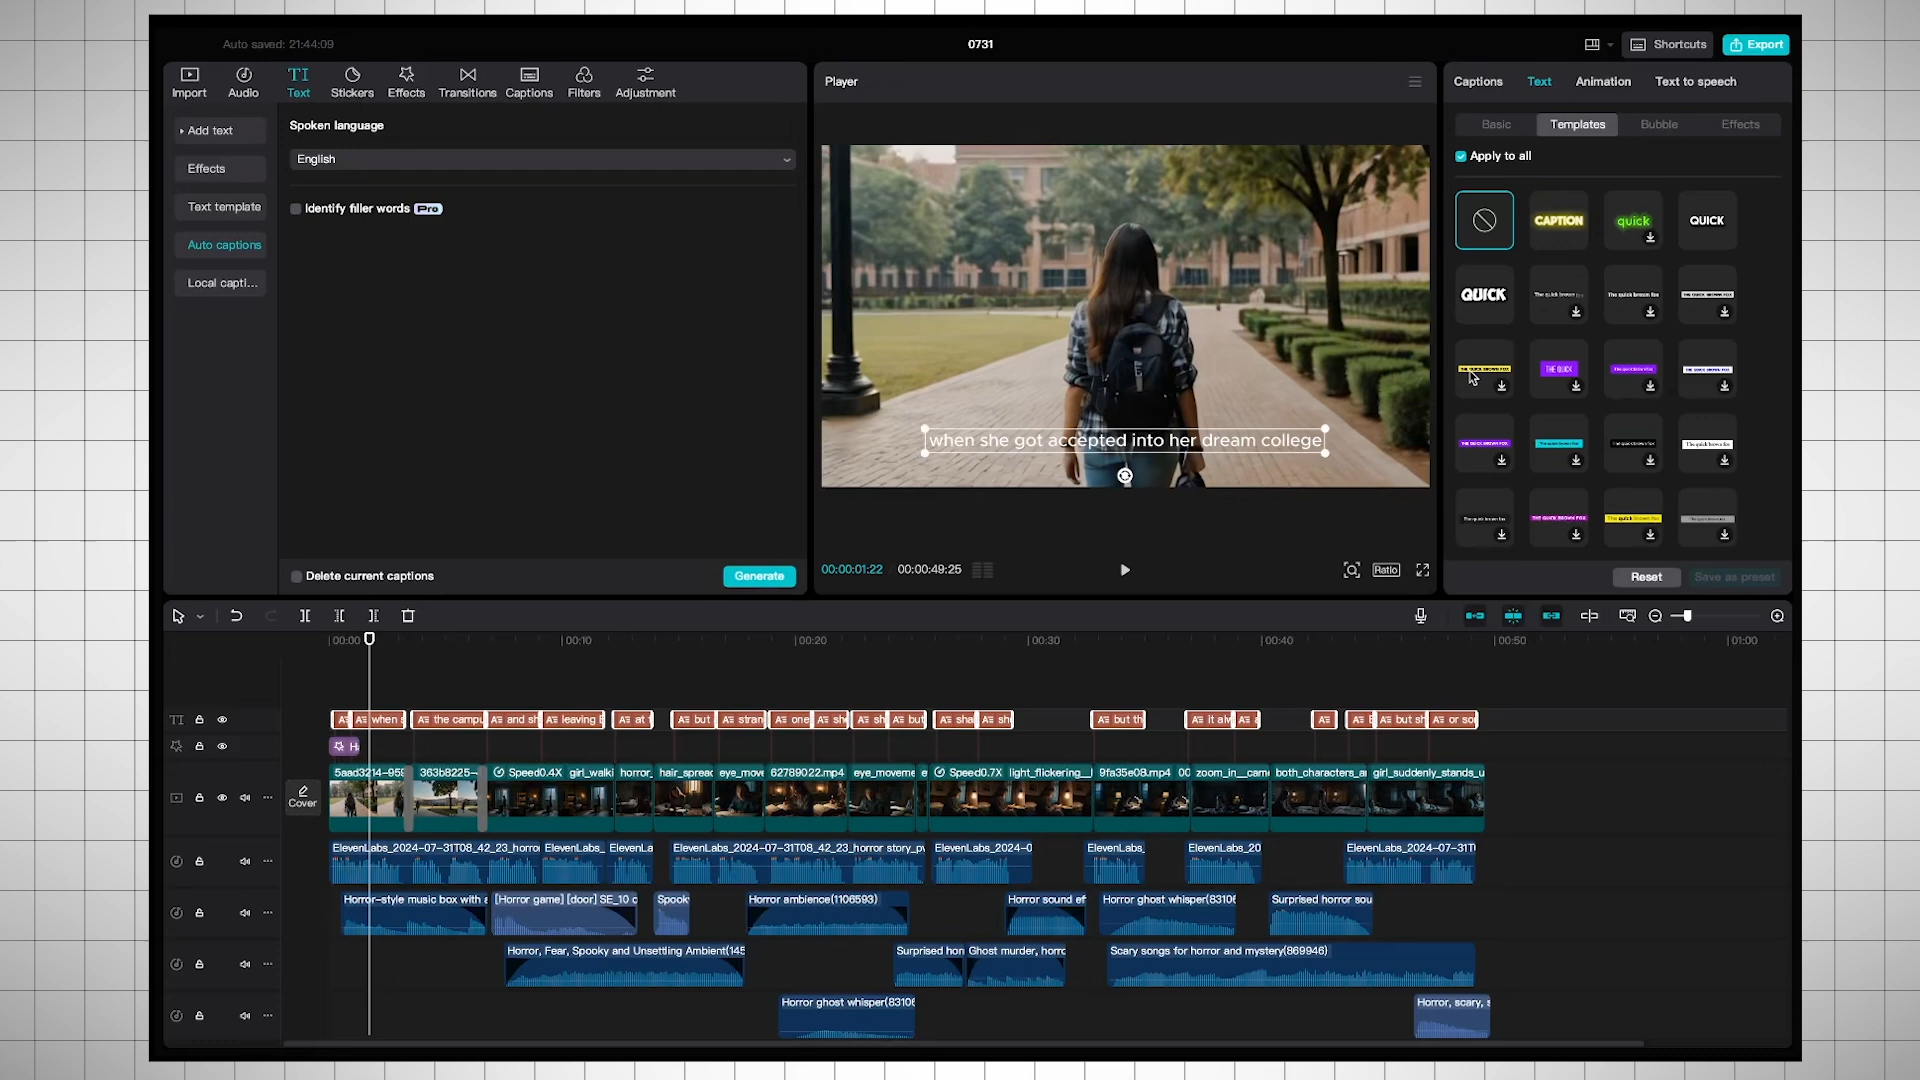 Auto saved: 21:44:09
0731
Shortcuts
Export
Import
Audio
TI
Text
Stickers
Effects
Transitions
Captions
Filters
Adjustment
Add text
Effects
Text template
Auto captions
Local capti...
Spoken language
English
Identify filler words Pro
Delete current captions
Generate
Player
when she got accepted into her dream college
00:00:01:22
00:00:49:25
Ratio
Captions
Text
Animation
Text to speech
Basic
Templates
Bubble
Effects
Apply to all
CAPTION
quick
QUICK
QUICK
The quick brown
The quick brown fox
THE QUICK BROWN FOX
THE QUICK BROWN FOX
THE QUICK
The quick brown fox
THE QUICK BROWN FOX
THE QUICK BROWN FOX
The quick brown fox
The quick brown fox
The quick brown fox
The quick brown fox
THE QUICK BROWN FOX
The quick brown fox
The quick brown fox
Reset
Save as preset
00:00
00:10
00:20
00:30
00:40
00:50
01:00
TI
when s
the campu
and sh
leaving
at
but
stran
one
she
sh
but
sha
sh
but th
it alw
but sh
or so
H
Cover
5aad3214-95
363b8225-
Speed0.4X
girl_walki
horror_
hair_spread
eye_move
62789022.mp4
eye_moveme
e
Speed0.7X
light_flickering_
9fa35e08.mp4
00
zoom_in__cam
both_characters_a
girl_suddenly_stands_u
ElevenLabs_2024-07-31T08_42_23_horror
ElevenLabs_
ElevenLa
ElevenLabs_2024-07-31T08_42_23_horror story_p
ElevenLabs_2024-0
ElevenLabs_
ElevenLabs_20
ElevenLabs_2024-07-31T
Horror-style music box with a
[Horror game] [door] SE_10 c
Spook
Horror ambience(1106593)
Horror sound ef
Horror ghost whisper(8310
Surprised horror sou
Horror, Fear, Spooky and Unsettling Ambient(145
Surprised hor
Ghost murder, horro
Scary songs for horror and mystery(869946)
Horror ghost whisper(8310
Horror, scary, s